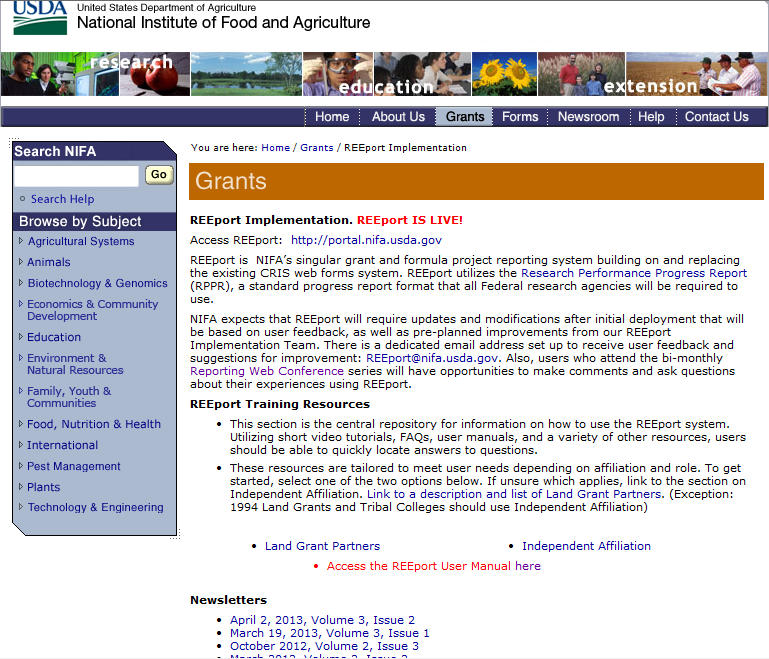 USDA
United States Department of Agriculture
National Institute of Food and Agriculture
research
education
extension
Home
About Us
Grants
Forms
Newsroom
Help
Contact Us
Search NIFA
Go
Search Help
Browse by Subject
Agricultural Systems
Animals
Biotechnology & Genomics
Economics & Community
Development
Education
Environment &
Natural Resources
Family, Youth &
Communities
Food, Nutrition & Health
International
Pest Management
Plants
Technology & Engineering
You are here: Home / Grants / REEport Implementation
Grants
REEport Implementation. REEport IS LIVE!
Access REEport: http://portal.nifa.usda.gov
REEport is NIFA's singular grant and formula project reporting system building on and replacing
the existing CRIS web forms system. REEport utilizes the Research Performance Progress Report
(RPPR), a standard progress report format that all Federal research agencies will be required to
use.
NIFA expects that REEport will require updates and modifications after initial deployment that will
be based on user feedback, as well as pre-planned improvements from our REEport
Implementation Team. There is a dedicated email address set up to receive user feedback and
suggestions for improvement: REEport@nifa.usda.gov. Also, users who attend the bi-monthly
Reporting Web Conference series will have opportunities to make comments and ask questions
about their experiences using REEport.
REEport Training Resources
• This section is the central repository for information on how to use the REEport system.
Utilizing short video tutorials, FAQs, user manuals, and a variety of other resources, users
should be able to quickly locate answers to questions.
• These resources are tailored to meet user needs depending on affiliation and role. To get
started, select one of the two options below. If unsure which applies, link to the section on
Independent Affiliation. Link to a description and list of Land Grant Partners. (Exception:
1994 Land Grants and Tribal Colleges should use Independent Affiliation)
• Land Grant Partners
• Independent Affiliation
• Access the REEport User Manual here
Newsletters
• April 2, 2013, Volume 3, Issue 2
• March 19, 2013, Volume 3, Issue 1
• October 2012, Volume 2, Issue 3